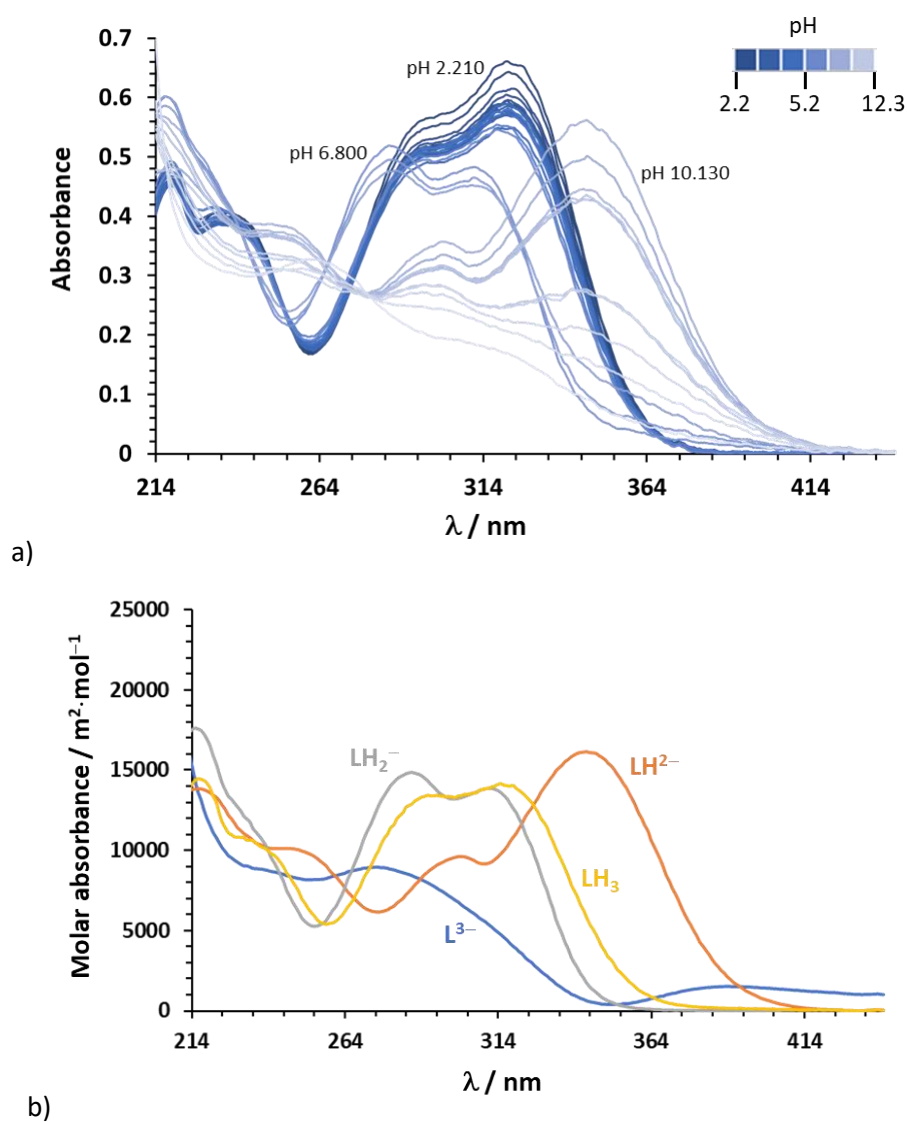 pH
2.2 5.2 12.3
0.7
0.6
0.5
0.4
0.3
0.2
0.1
0
Absorbance
pH 2.210
pH 6.800
pH 10.130
214 264 314 364 414
λ / nm
a)
25000
20000
15000
10000
5000
0
Molar absorbance / m²·mol⁻¹
LH₂⁻
LH²⁻
LH₃
L³⁻
214 264 314 364 414
λ / nm
b)